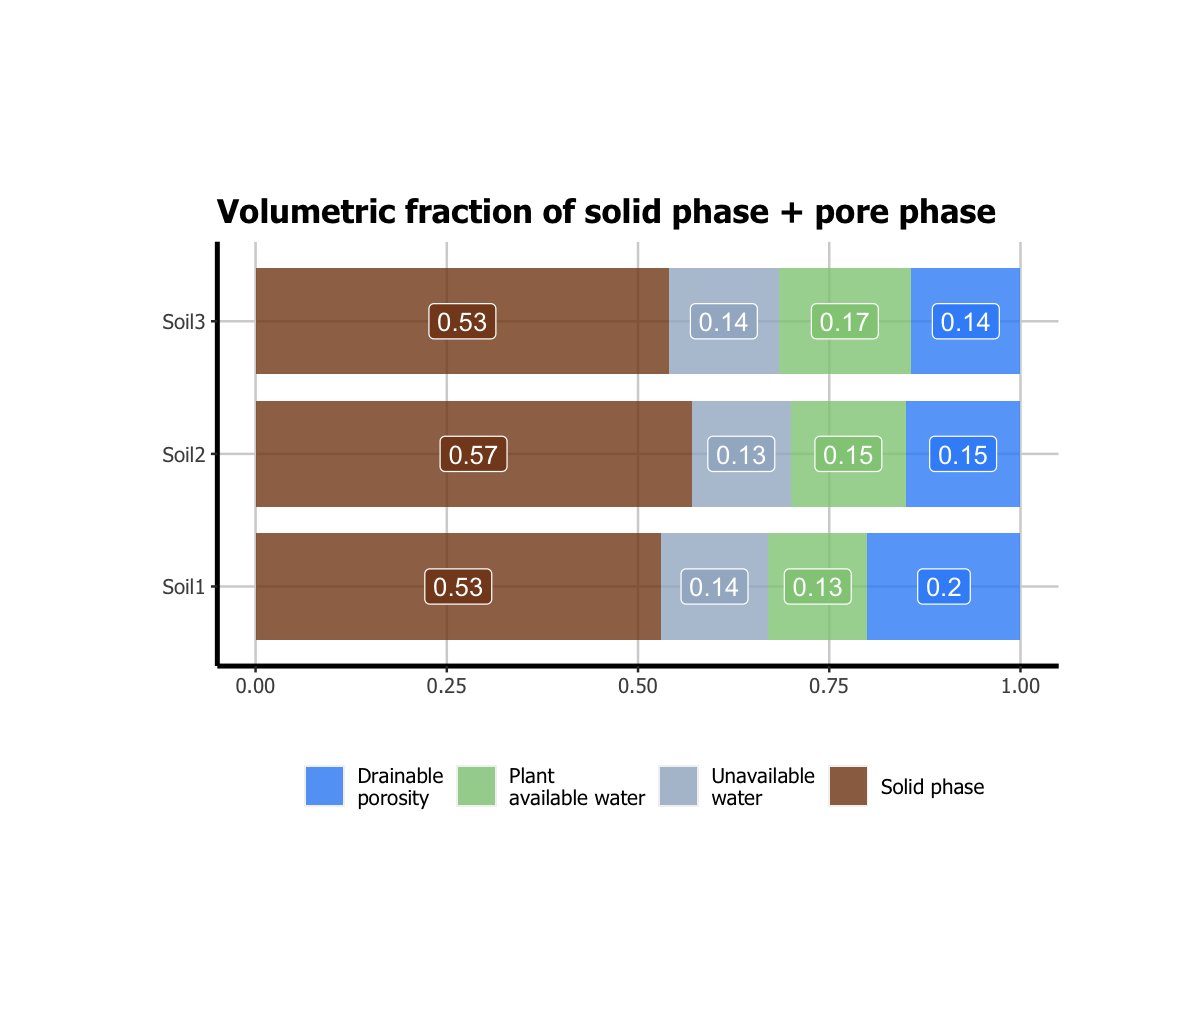 Volumetric fraction of solid phase + pore phase
Soil3 0.53 0.14 0.17 0.14
Soil2 0.57 0.13 0.15 0.15
Soil1 0.53 0.14 0.13 0.2
0.00 0.25 0.50 0.75 1.00
Drainable
porosity
Plant
available water
Unavailable
water
Solid phase